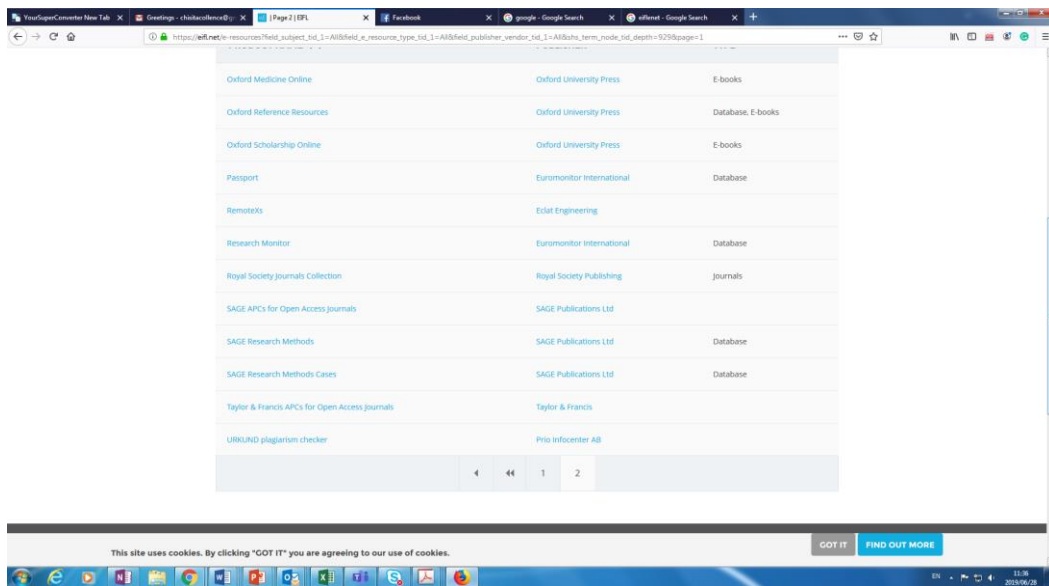 YourSuperConverter New Tab
Greetings - chisitacollence@g
| Page 2 | EIFL
Facebook
google - Google Search
eiflenet - Google Search
https://eifl.net/e-resources?field_subject_tid_1=All&field_e_resource_type_tid_1=All&field_publisher_vendor_tid_1=All&shs_term_node_tid_depth=929&page=1
Oxford Medicine Online Oxford University Press E-books
Oxford Reference Resources Oxford University Press Database, E-books
Oxford Scholarship Online Oxford University Press E-books
Passport Euromonitor International Database
RemoteXs Eclat Engineering
Research Monitor Euromonitor International Database
Royal Society Journals Collection Royal Society Publishing Journals
SAGE APCs for Open Access Journals SAGE Publications Ltd
SAGE Research Methods SAGE Publications Ltd Database
SAGE Research Methods Cases SAGE Publications Ltd Database
Taylor & Francis APCs for Open Access Journals Taylor & Francis
URKUND plagiarism checker Prio Infocenter AB
1 2
This site uses cookies. By clicking "GOT IT" you are agreeing to our use of cookies.
GOT IT FIND OUT MORE
EN 11:36
2019/06/28